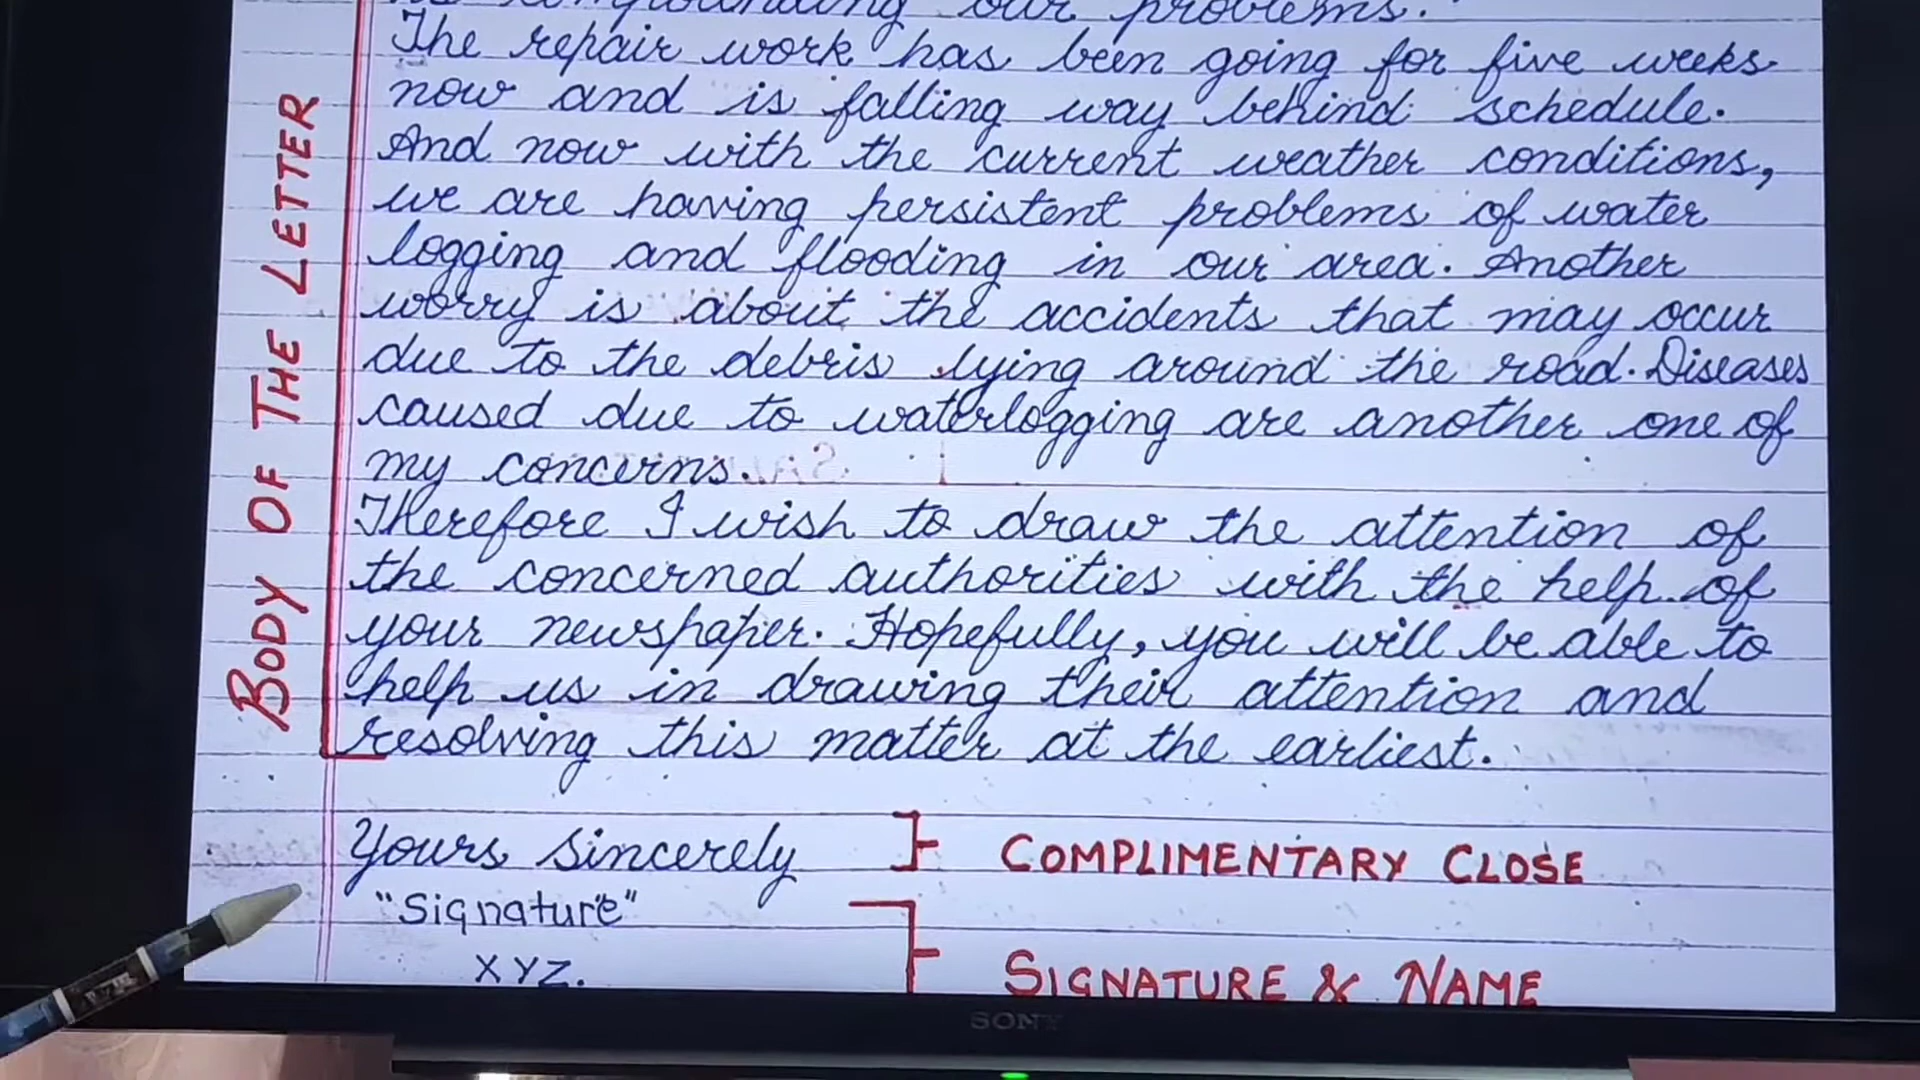 compounding our problems.
The repair work has been going for five weeks
now and is falling way behind schedule.
And now with the current weather conditions,
we are having persistent problems of water
logging and flooding in our area. Another
worry is about the accidents that may occur
due to the debris lying around the road. Diseases
caused due to waterlogging are another one of
my concerns.
Therefore I wish to draw the attention of
the concerned authorities with the help of
your newspaper. Hopefully, you will be able to
help us in drawing their attention and
resolving this matter at the earliest.
BODY OF THE LETTER
Yours sincerely
COMPLIMENTARY CLOSE
"Signature"
XYZ.
SIGNATURE & NAME
SONY